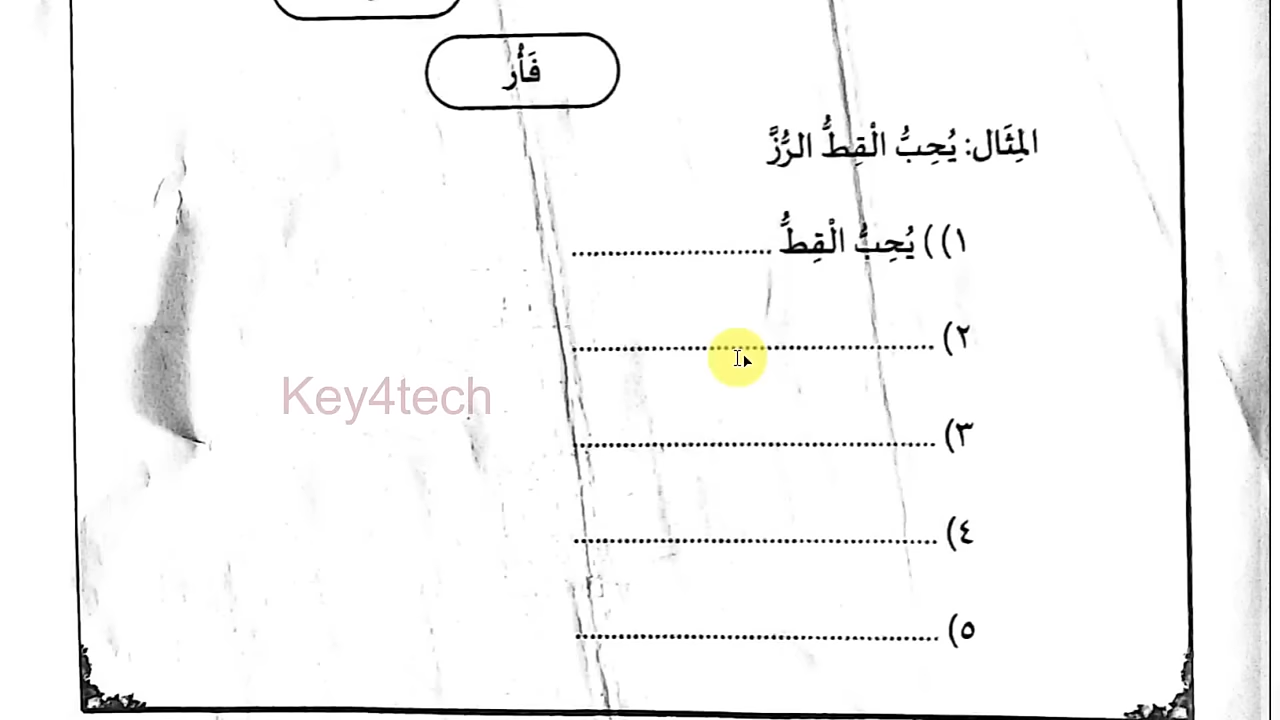 فَأْر
المِثَال: يُحِبُّ الْقِطُّ الرُّزَّ
١)) يُحِبُّ الْقِطُّ ....................
٢) ....................
Key4tech
٣) ....................
٤) ....................
٥) ....................